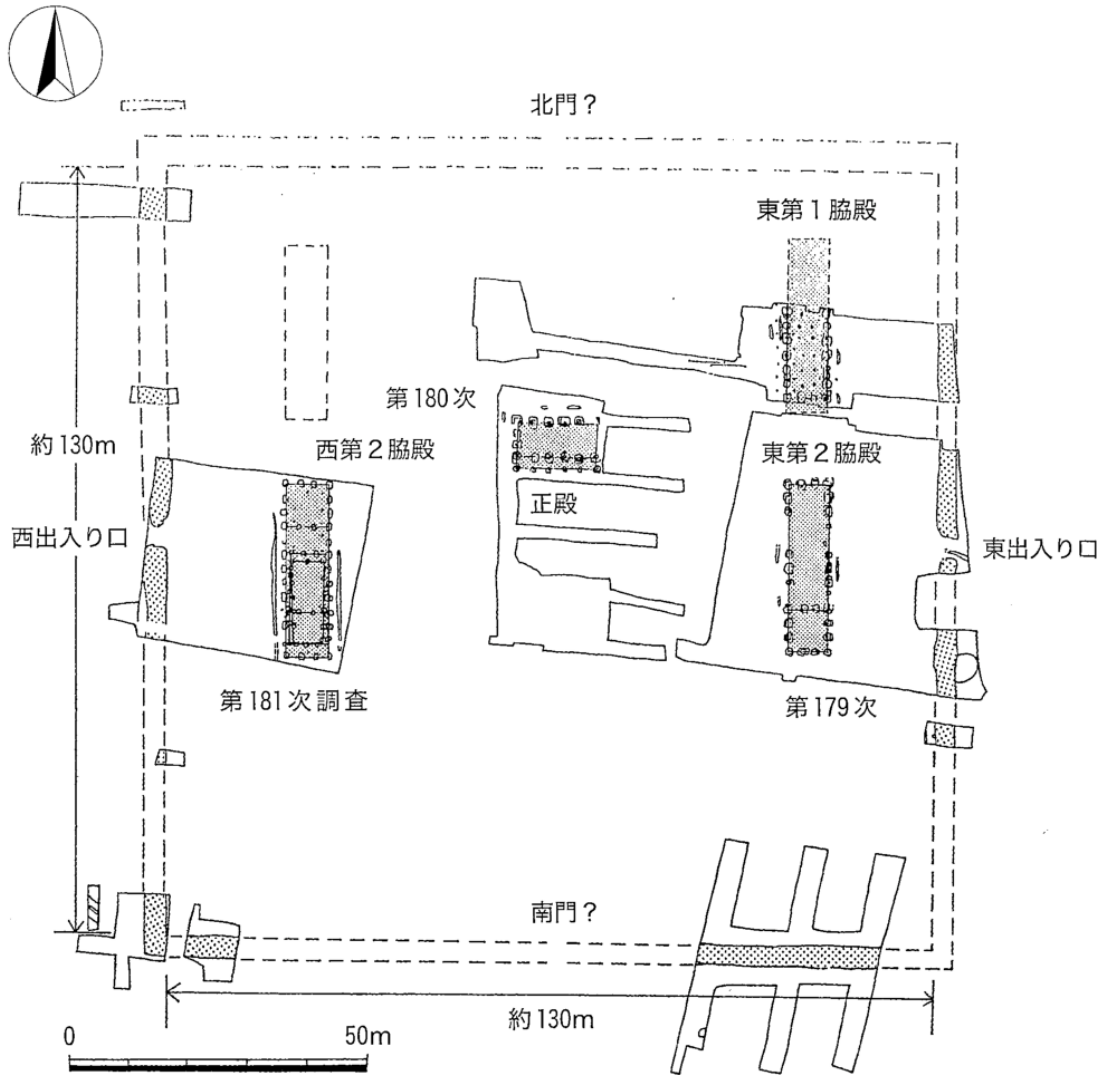 北門？
東第１脇殿
第180次
約130m
西第２脇殿
東第２脇殿
正殿
西出入り口
東出入り口
第181次調査
第179次
南門？
約130m
0
50m